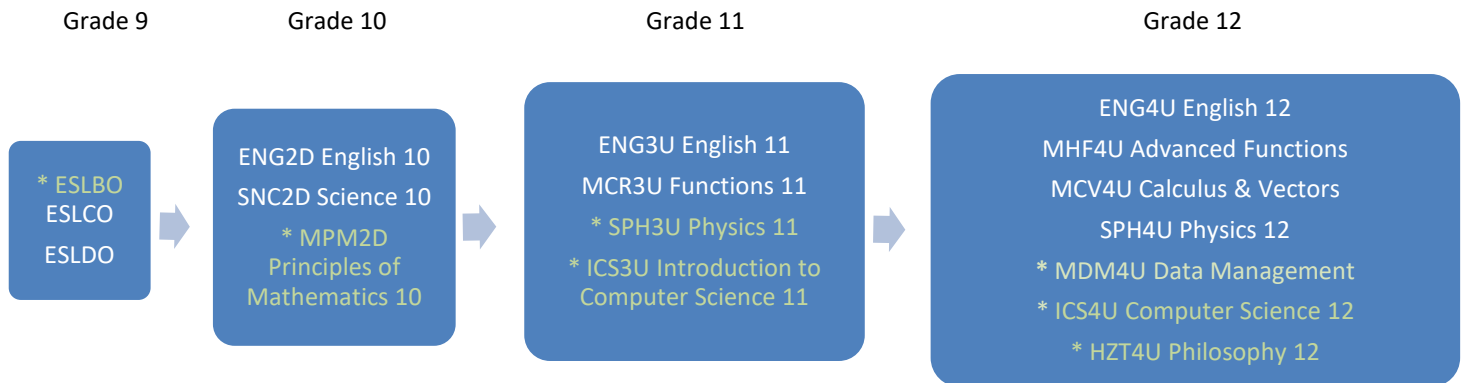 Grade 9
Grade 10
Grade 11
Grade 12
* ESLBO
ESLCO
ESLDO
ENG2D English 10
SNC2D Science 10
* MPM2D
Principles of
Mathematics 10
ENG3U English 11
MCR3U Functions 11
* SPH3U Physics 11
* ICS3U Introduction to
Computer Science 11
ENG4U English 12
MHF4U Advanced Functions
MCV4U Calculus & Vectors
SPH4U Physics 12
* MDM4U Data Management
* ICS4U Computer Science 12
* HZT4U Philosophy 12